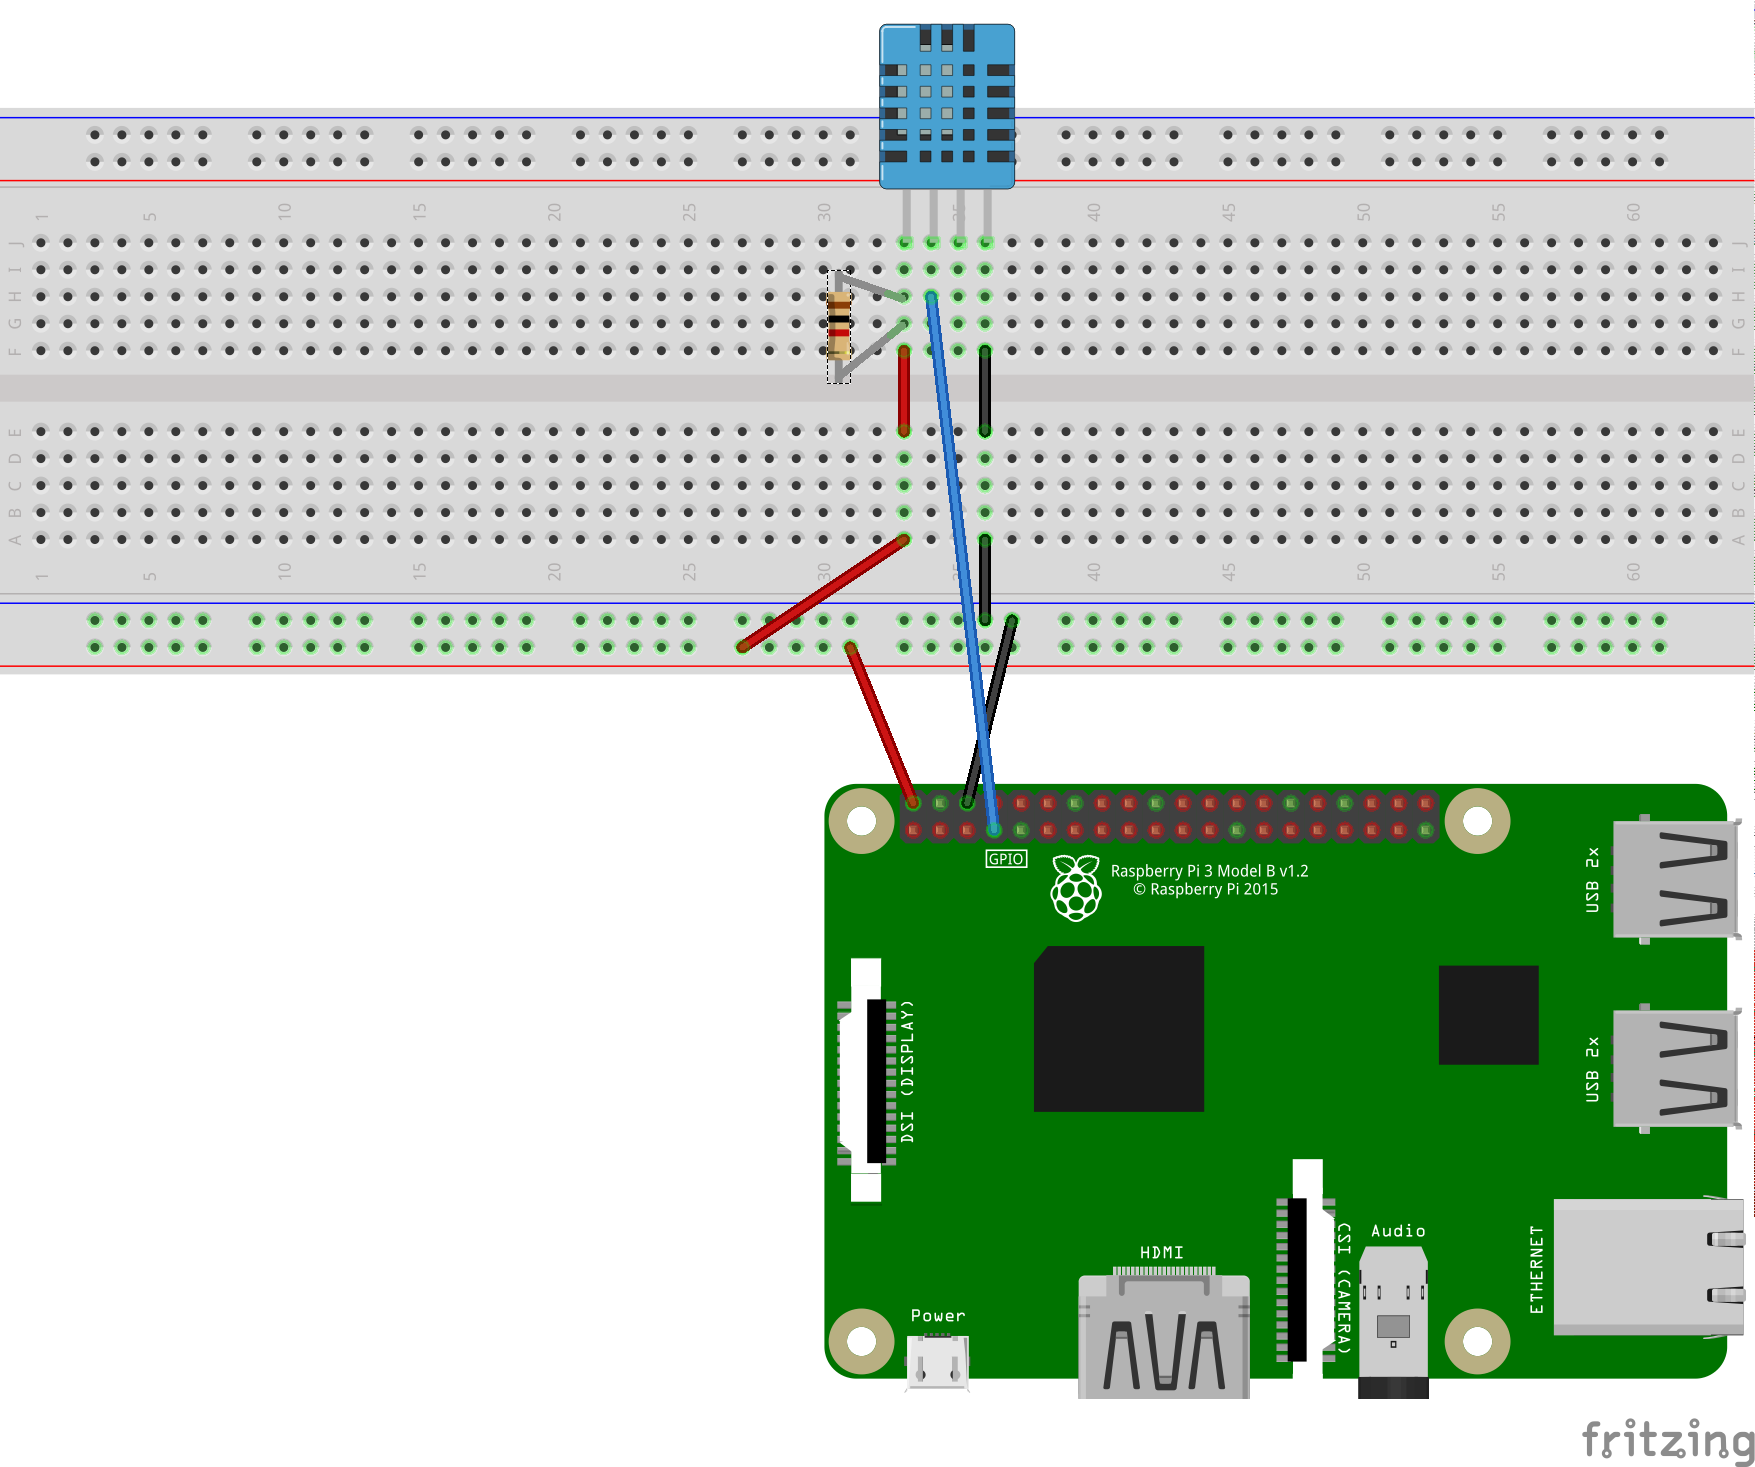 1 5 10 15 20 25 30 35 40 45 50 55 60
J J
I I
H H
G G
F F
E E
D D
C C
B B
A A
1 5 10 15 20 25 30 35 40 45 50 55 60
GPIO
Raspberry Pi 3 Model B v1.2
© Raspberry Pi 2015
USB 2x
DSI (DISPLAY)
USB 2x
HDMI
CSI (CAMERA)
Audio
ETHERNET
Power
fritzing